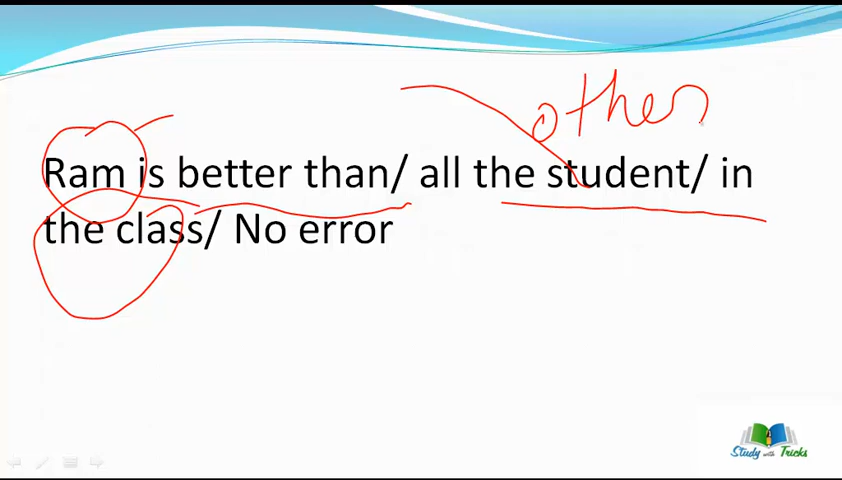 other
Ram is better than/ all the student/ in
the class/ No error
Study with Tricks